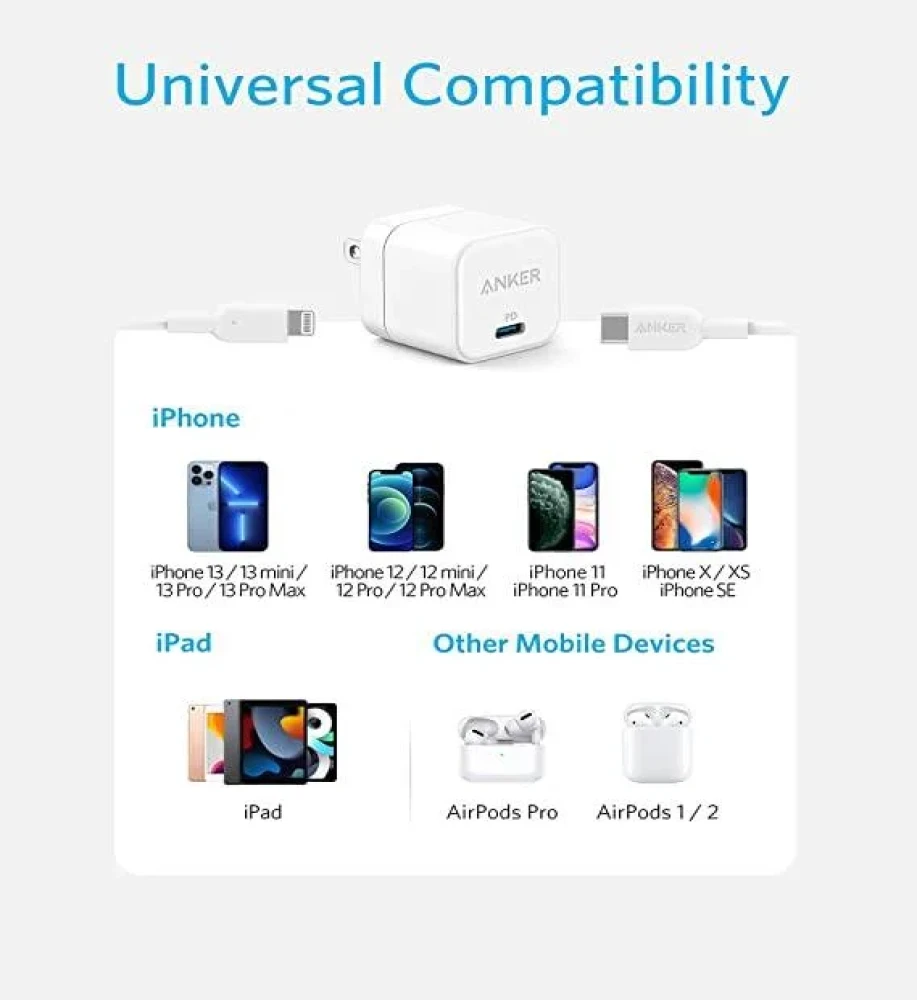 Universal Compatibility
ANKER
PD
ANKER
iPhone
iPhone 13 / 13 mini /
13 Pro / 13 Pro Max
iPhone 12 / 12 mini /
12 Pro / 12 Pro Max
iPhone 11
iPhone 11 Pro
iPhone X / XS
iPhone SE
iPad
iPad
Other Mobile Devices
AirPods Pro
AirPods 1 / 2